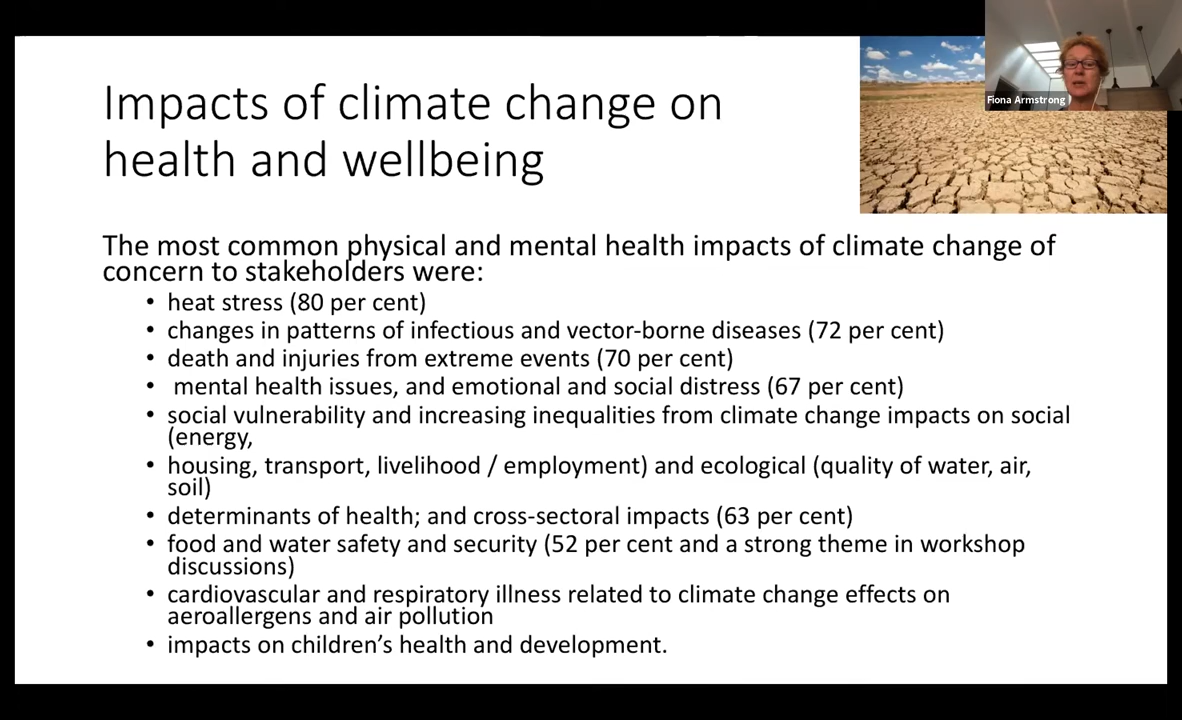 Impacts of climate change on
health and wellbeing
Fiona Armstrong
The most common physical and mental health impacts of climate change of
concern to stakeholders were:
• heat stress (80 per cent)
• changes in patterns of infectious and vector-borne diseases (72 per cent)
• death and injuries from extreme events (70 per cent)
• mental health issues, and emotional and social distress (67 per cent)
• social vulnerability and increasing inequalities from climate change impacts on social
(energy,
• housing, transport, livelihood / employment) and ecological (quality of water, air,
soil)
• determinants of health; and cross-sectoral impacts (63 per cent)
• food and water safety and security (52 per cent and a strong theme in workshop
discussions)
• cardiovascular and respiratory illness related to climate change effects on
aeroallergens and air pollution
• impacts on children’s health and development.